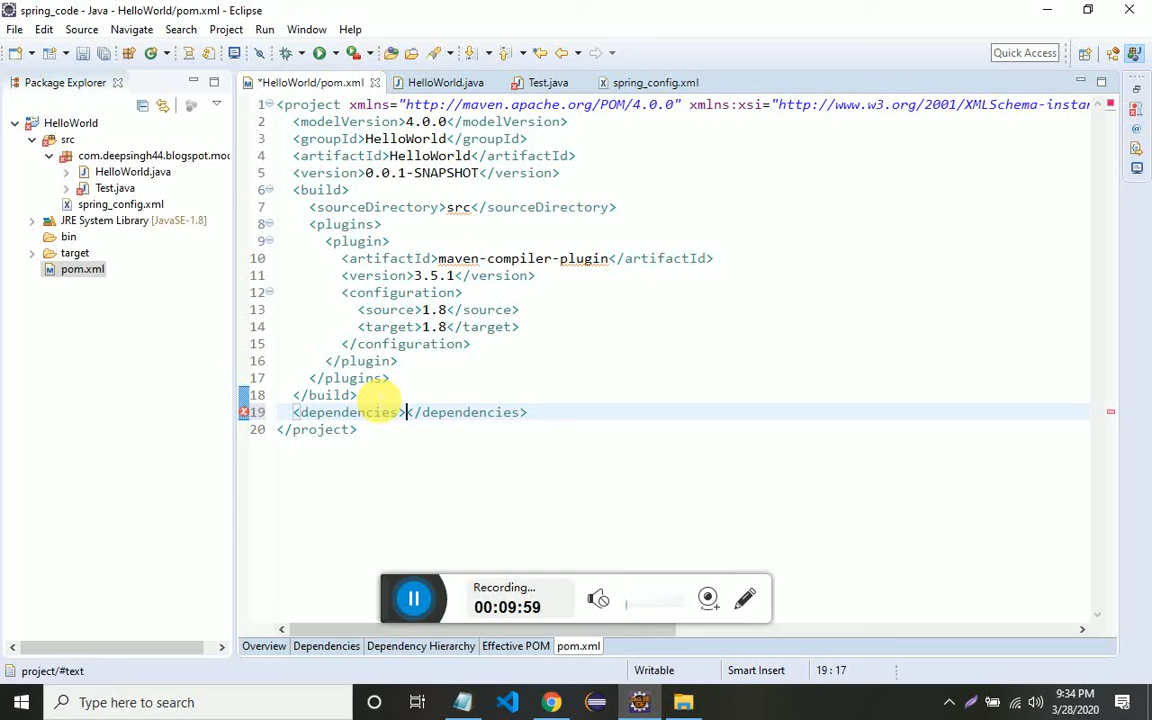 spring_code - Java - HelloWorld/pom.xml - Eclipse
File Edit Source Navigate Search Project Run Window Help
Quick Access
Package Explorer
*HelloWorld/pom.xml HelloWorld.java Test.java spring_config.xml
HelloWorld
src
com.deepsingh44.blogspot.mod
HelloWorld.java
Test.java
spring_config.xml
JRE System Library [JavaSE-1.8]
bin
target
pom.xml
1 <project xmlns="http://maven.apache.org/POM/4.0.0" xmlns:xsi="http://www.w3.org/2001/XMLSchema-instan
2 <modelVersion>4.0.0</modelVersion>
3 <groupId>HelloWorld</groupId>
4 <artifactId>HelloWorld</artifactId>
5 <version>0.0.1-SNAPSHOT</version>
6 <build>
7 <sourceDirectory>src</sourceDirectory>
8 <plugins>
9 <plugin>
10 <artifactId>maven-compiler-plugin</artifactId>
11 <version>3.5.1</version>
12 <configuration>
13 <source>1.8</source>
14 <target>1.8</target>
15 </configuration>
16 </plugin>
17 </plugins>
18 </build>
19 <dependencies></dependencies>
20 </project>
Recording...
00:09:59
Overview Dependencies Dependency Hierarchy Effective POM pom.xml
project/#text Writable Smart Insert 19 : 17
Type here to search
9:34 PM
3/28/2020